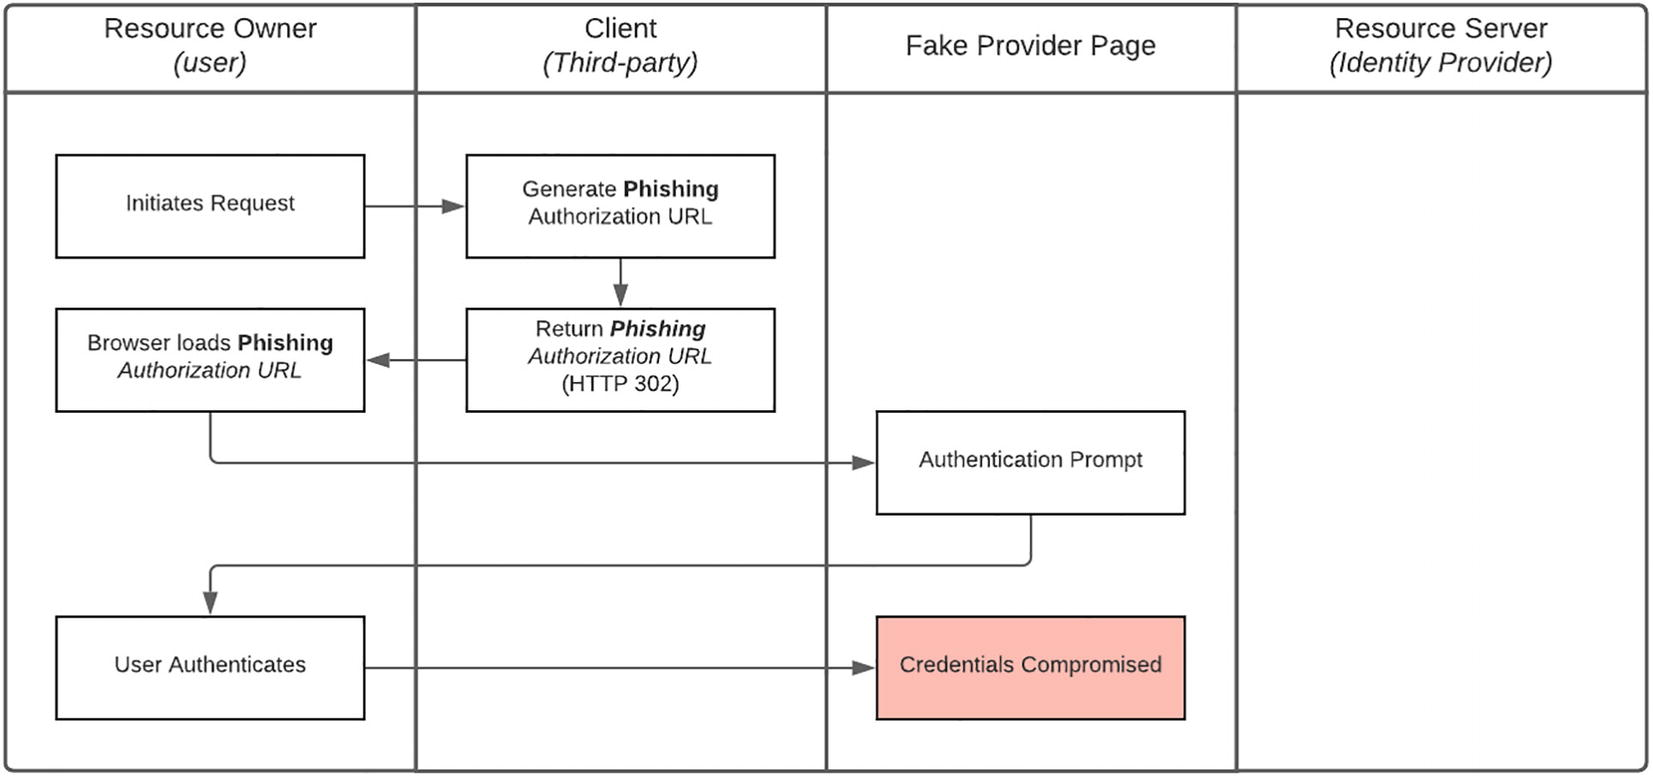 Resource Owner
(user)
Client
(Third-party)
Fake Provider Page
Resource Server
(Identity Provider)
Initiates Request
Generate Phishing
Authorization URL
Browser loads Phishing
Authorization URL
Return Phishing
Authorization URL
(HTTP 302)
Authentication Prompt
User Authenticates
Credentials Compromised